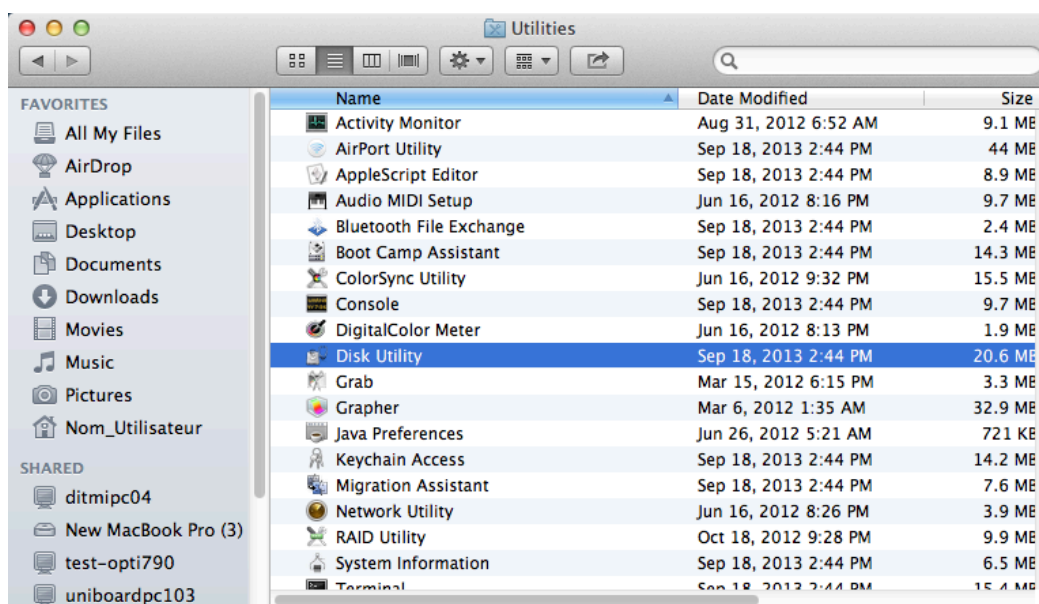 Utilities
FAVORITES
All My Files
AirDrop
Applications
Desktop
Documents
Downloads
Movies
Music
Pictures
Nom_Utilisateur
SHARED
ditmipc04
New MacBook Pro (3)
test-opti790
uniboardpc103
Name Date Modified Size
Activity Monitor Aug 31, 2012 6:52 AM 9.1 MB
AirPort Utility Sep 18, 2013 2:44 PM 44 MB
AppleScript Editor Sep 18, 2013 2:44 PM 8.9 MB
Audio MIDI Setup Jun 16, 2012 8:16 PM 9.7 MB
Bluetooth File Exchange Sep 18, 2013 2:44 PM 2.4 MB
Boot Camp Assistant Sep 18, 2013 2:44 PM 14.3 MB
ColorSync Utility Jun 16, 2012 9:32 PM 15.5 MB
Console Sep 18, 2013 2:44 PM 9.7 MB
DigitalColor Meter Jun 16, 2012 8:13 PM 1.9 MB
Disk Utility Sep 18, 2013 2:44 PM 20.6 MB
Grab Mar 15, 2012 6:15 PM 3.3 MB
Grapher Mar 6, 2012 1:35 AM 32.9 MB
Java Preferences Jun 26, 2012 5:21 AM 721 KB
Keychain Access Sep 18, 2013 2:44 PM 14.2 MB
Migration Assistant Sep 18, 2013 2:44 PM 7.6 MB
Network Utility Jun 16, 2012 8:26 PM 3.9 MB
RAID Utility Oct 18, 2012 9:28 PM 9.9 MB
System Information Sep 18, 2013 2:44 PM 6.5 MB
Terminal Sep 18, 2013 2:44 PM 15.4 MB